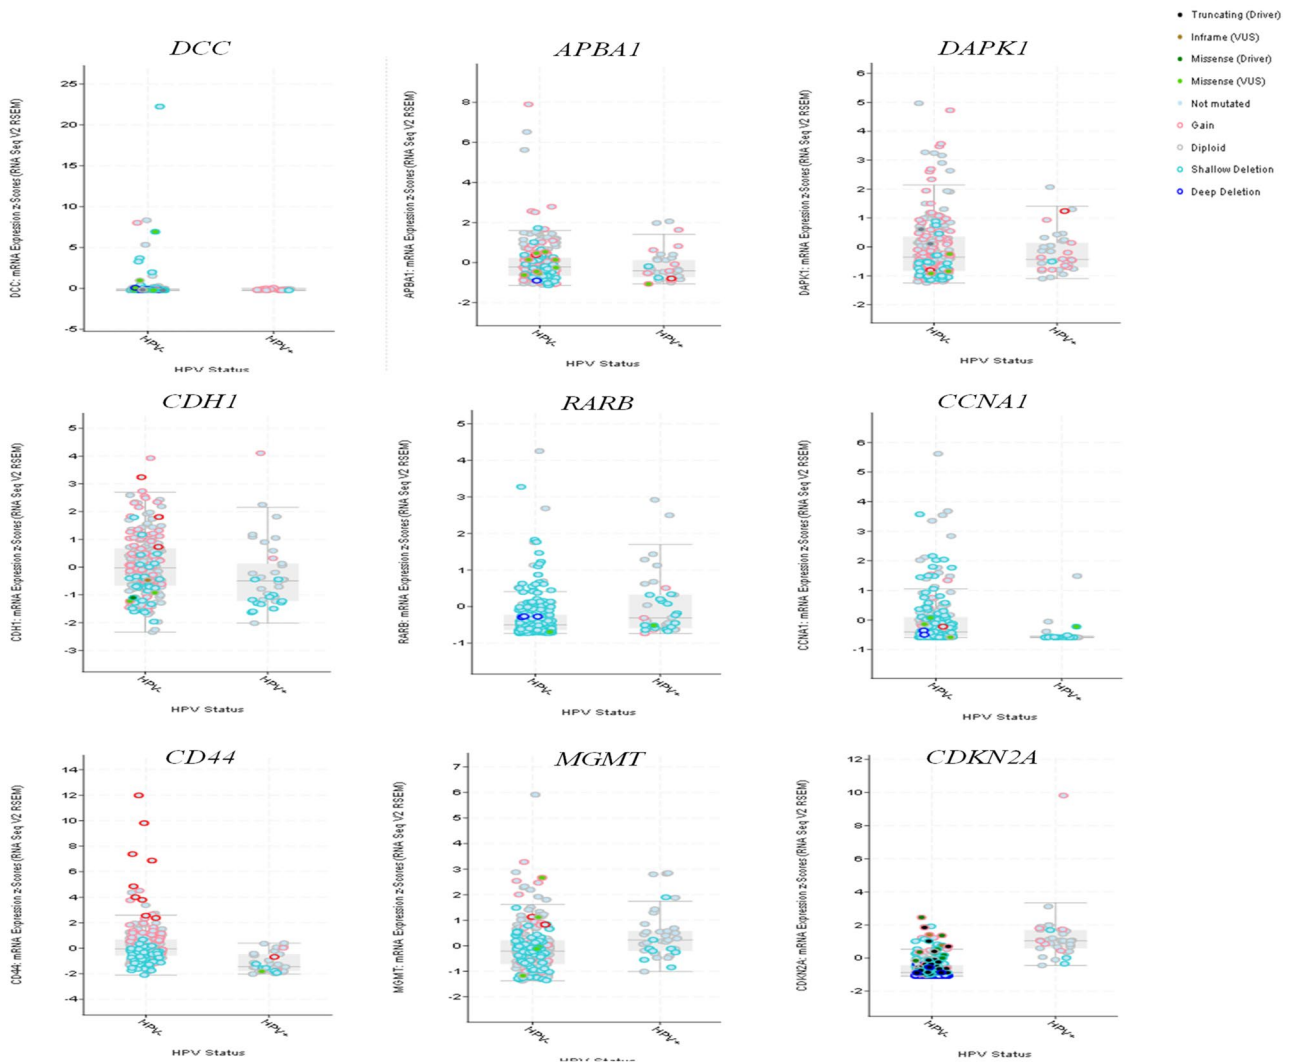 DCC
APBA1
DAPK1
Truncating (Driver)
Inframe (VUS)
Missense (Driver)
Missense (VUS)
Not mutated
Gain
Diploid
Shallow Deletion
Deep Deletion
DCC: mRNA Expression z-Scores (RNA Seq V2 RSEM)
25
20
15
10
5
0
-5
HPV-
HPV+
HPV Status
APBA1: mRNA Expression z-Scores (RNA Seq V2 RSEM)
8
6
4
2
0
-2
HPV-
HPV+
HPV Status
DAPK1: mRNA Expression z-Scores (RNA Seq V2 RSEM)
6
5
4
3
2
1
0
-1
-2
HPV-
HPV+
HPV Status
CDH1
RARB
CCNA1
CDH1: mRNA Expression z-Scores (RNA Seq V2 RSEM)
5
4
3
2
1
0
-1
-2
-3
HPV-
HPV+
HPV Status
RARB: mRNA Expression z-Scores (RNA Seq V2 RSEM)
5
4
3
2
1
0
-1
HPV-
HPV+
HPV Status
CCNA1: mRNA Expression z-Scores (RNA Seq V2 RSEM)
6
5
4
3
2
1
0
-1
HPV-
HPV+
HPV Status
CD44
MGMT
CDKN2A
CD44: mRNA Expression z-Scores (RNA Seq V2 RSEM)
14
12
10
8
6
4
2
0
-2
-4
HPV-
HPV+
HPV Status
MGMT: mRNA Expression z-Scores (RNA Seq V2 RSEM)
7
6
5
4
3
2
1
0
-1
-2
HPV-
HPV+
HPV Status
CDKN2A: mRNA Expression z-Scores (RNA Seq V2 RSEM)
12
10
8
6
4
2
0
-2
HPV-
HPV+
HPV Status